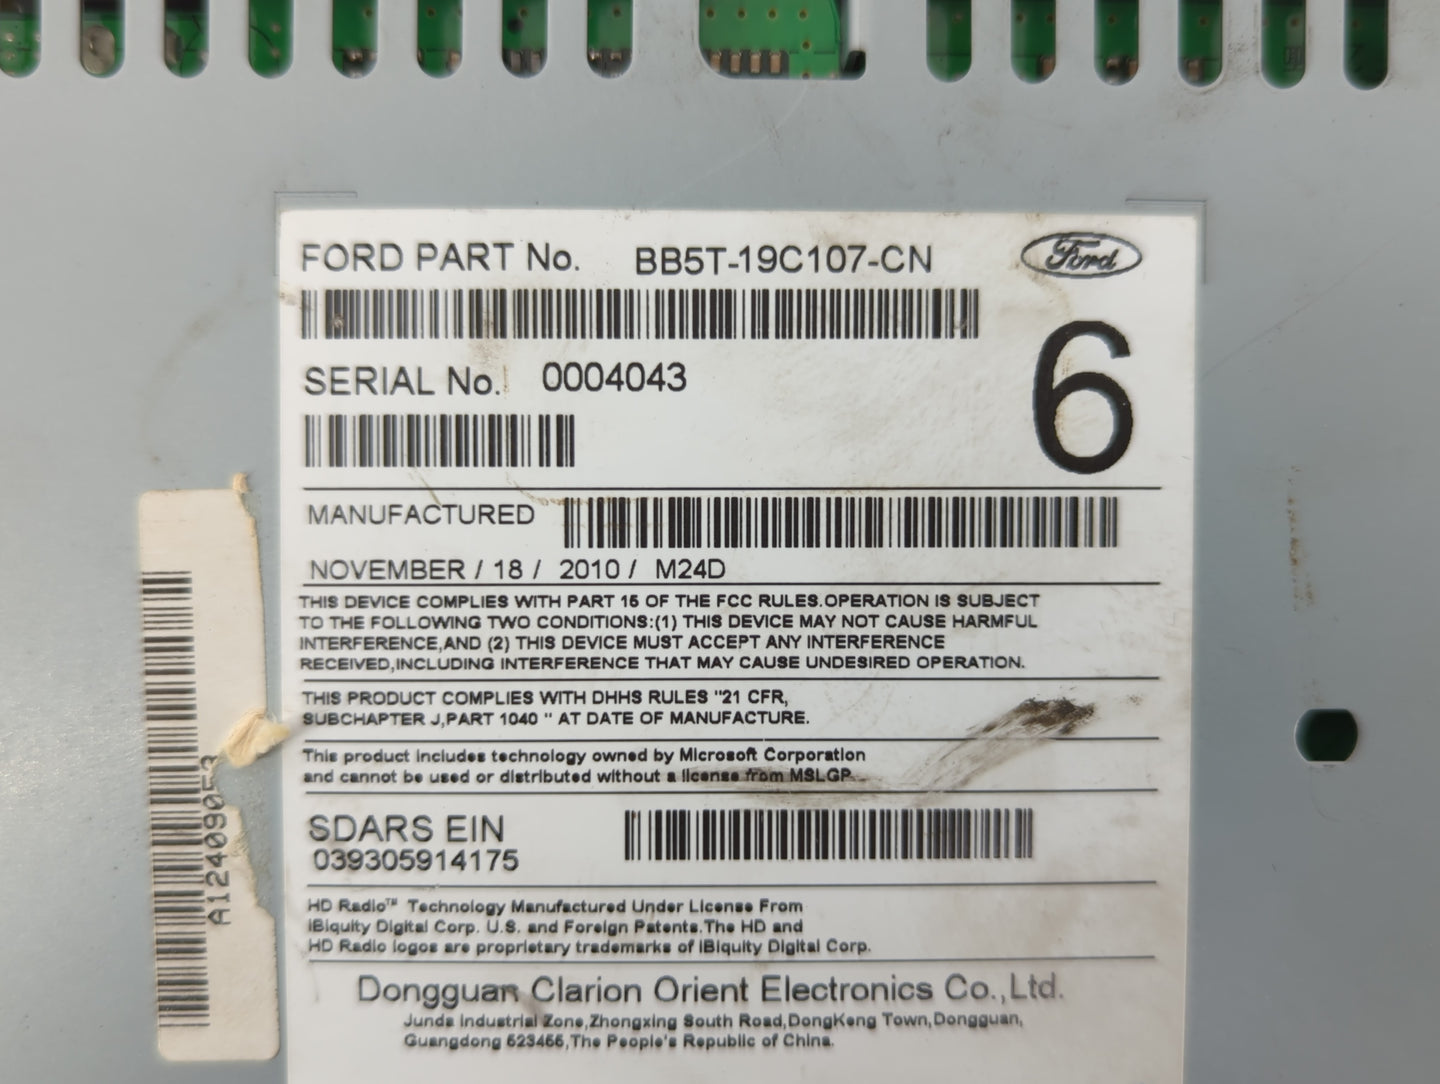 FORD PART No. BB5T-19C107-CN
Ford
6
SERIAL No. 0004043
MANUFACTURED
NOVEMBER / 18 / 2010 / M24D
THIS DEVICE COMPLIES WITH PART 15 OF THE FCC RULES.OPERATION IS SUBJECT
TO THE FOLLOWING TWO CONDITIONS:(1) THIS DEVICE MAY NOT CAUSE HARMFUL
INTERFERENCE,AND (2) THIS DEVICE MUST ACCEPT ANY INTERFERENCE
RECEIVED,INCLUDING INTERFERENCE THAT MAY CAUSE UNDESIRED OPERATION.
THIS PRODUCT COMPLIES WITH DHHS RULES "21 CFR,
SUBCHAPTER J,PART 1040 " AT DATE OF MANUFACTURE.
This product includes technology owned by Microsoft Corporation
and cannot be used or distributed without a license from MSLGP.
SDARS EIN
039305914175
HD Radio™ Technology Manufactured Under License From
iBiquity Digital Corp. U.S. and Foreign Patents.The HD and
HD Radio logos are proprietary trademarks of iBiquity Digital Corp.
Dongguan Clarion Orient Electronics Co.,Ltd.
Junda Industrial Zone,Zhongxing South Road,DongKeng Town,Dongguan,
Guangdong 523455,The People's Republic of China.